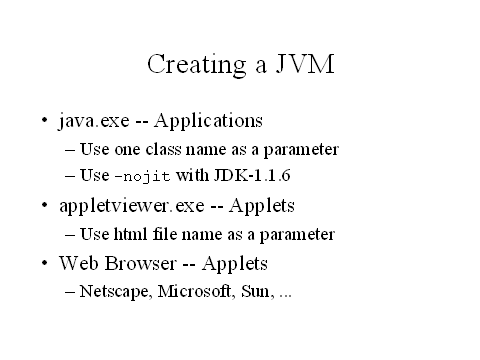 Creating a JVM
• java.exe -- Applications
– Use one class name as a parameter
– Use -nojit with JDK-1.1.6
• appletviewer.exe -- Applets
– Use html file name as a parameter
• Web Browser -- Applets
– Netscape, Microsoft, Sun, ...